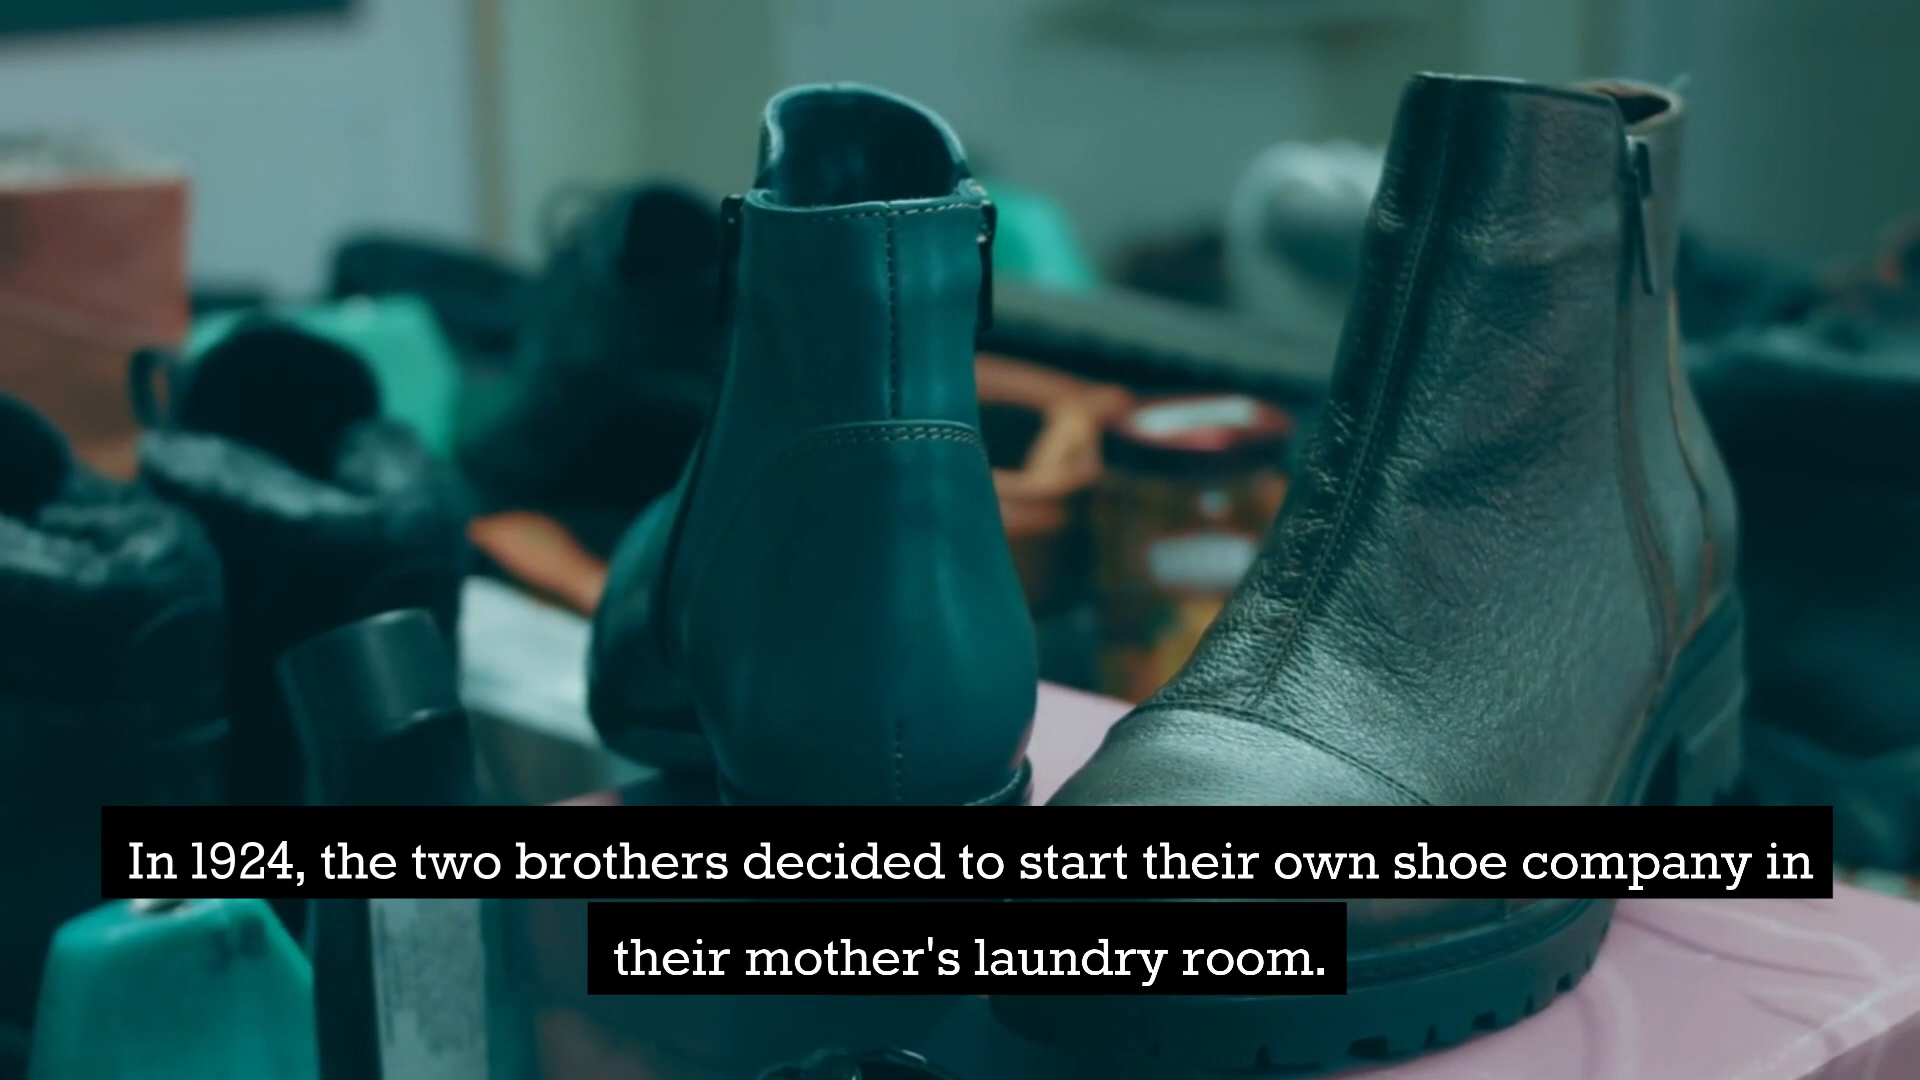 In 1924, the two brothers decided to start their own shoe company in
their mother's laundry room.